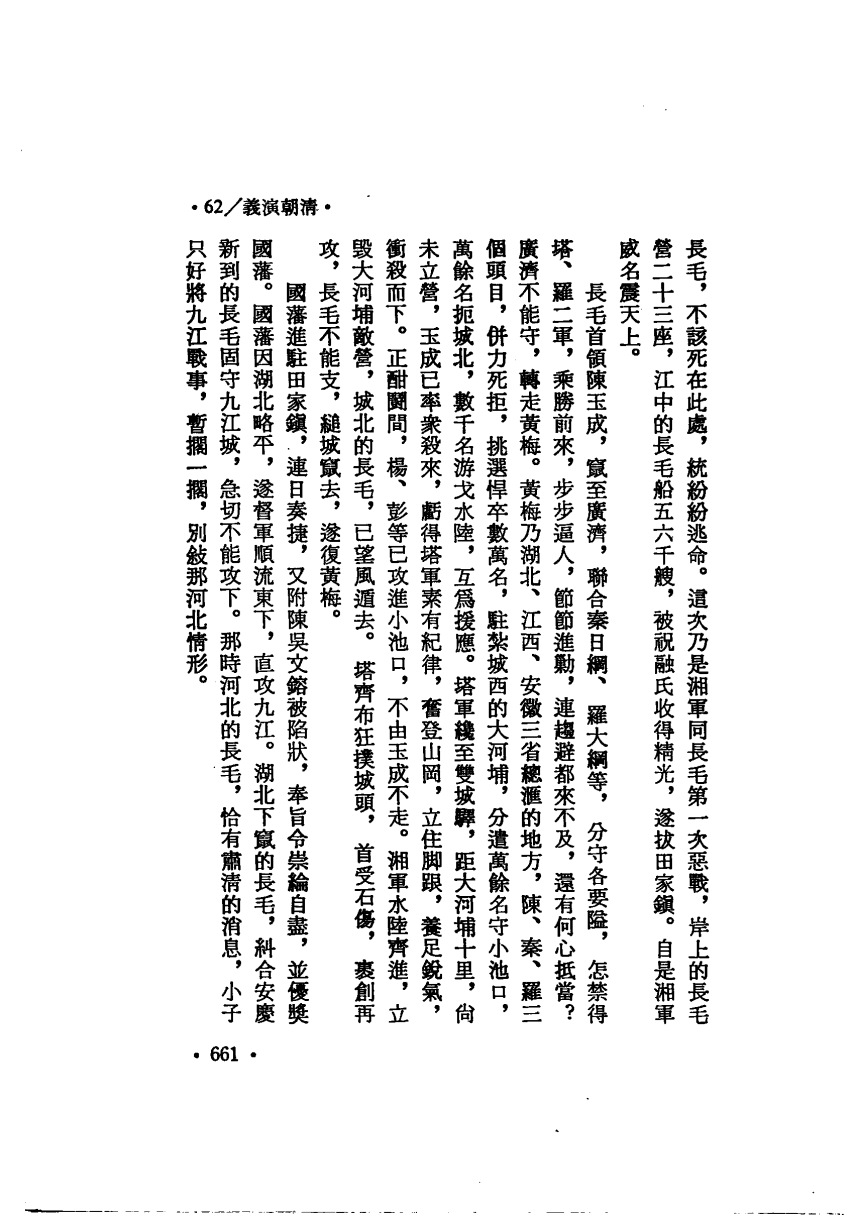 ·62／義演朝清·
長毛，不該死在此處，統紛紛逃命。這次乃是湘軍同長毛第一次惡戰，岸上的長毛
營二十三座，江中的長毛船五六千艘，被祝融氏收得精光，遂拔田家鎮。自是湘軍
威名震天上。
長毛首領陳玉成，竄至廣濟，聯合秦日綱、羅大綱等，分守各要隘，怎禁得
塔、羅二軍，乘勝前來，步步逼人，節節進勦，連趨避都來不及，還有何心抵當？
廣濟不能守，轉走黃梅。黃梅乃湖北、江西、安徽三省總滙的地方，陳、秦、羅三
個頭目，併力死拒，挑選悍卒數萬名，駐紮城西的大河埔，分遣萬餘名守小池口，
萬餘名扼城北，數千名游戈水陸，互爲援應。塔軍纔至雙城驛，距大河埔十里，尙
未立營，玉成已率衆殺來，虧得塔軍素有紀律，奮登山岡，立住脚跟，養足銳氣，
衝殺而下。正酣鬬間，楊、彭等已攻進小池口，不由玉成不走。湘軍水陸齊進，立
毀大河埔敵營，城北的長毛，已望風遁去。塔齊布狂撲城頭，首受石傷，裹創再
攻，長毛不能支，縋城竄去，遂復黃梅。
國藩進駐田家鎮，連日奏捷，又附陳吳文鎔被陷狀，奉旨令崇綸自盡，並優獎
國藩。國藩因湖北略平，遂督軍順流東下，直攻九江。湖北下竄的長毛，糾合安慶
新到的長毛固守九江城，急切不能攻下。那時河北的長毛，恰有肅清的消息，小子
只好將九江戰事，暫擱一擱，別敍那河北情形。
·661·